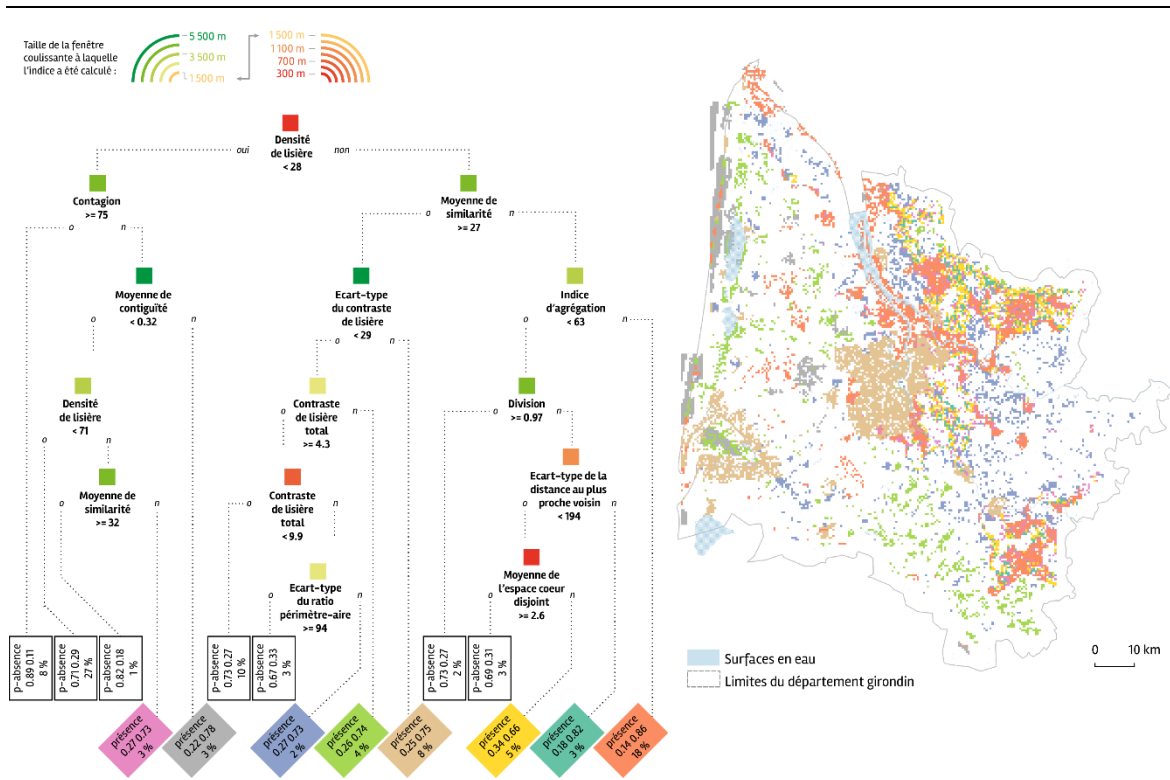 Taille de la fenêtre
coulissante à laquelle
l'indice a été calculé :
5 500 m
3 500 m
1 500 m
1 500 m
1 100 m
700 m
300 m
Densité
de lisière
< 28
oui
non
Contagion
>= 75
Moyenne de
similarité
>= 27
o
n
o
n
Moyenne de
contiguïté
< 0.32
Ecart-type
du contraste
de lisière
< 29
Indice
d'agrégation
< 63
o
n
o
n
o
n
Densité
de lisière
< 71
Contraste
de lisière
total
>= 4.3
Division
>= 0.97
o
n
o
n
o
n
Moyenne de
similarité
>= 32
Contraste
de lisière
total
< 9.9
Ecart-type de la
distance au plus
proche voisin
< 194
o
n
o
n
o
n
Ecart-type
du ratio
périmètre-aire
>= 94
Moyenne de
l'espace coeur
disjoint
>= 2.6
o
n
o
n
p-absence
0.89 0.11
8 %
p-absence
0.71 0.29
27 %
p-absence
0.82 0.18
1 %
p-absence
0.73 0.27
10 %
p-absence
0.67 0.33
3 %
p-absence
0.73 0.27
2 %
p-absence
0.69 0.31
3 %
présence
0.27 0.73
3 %
présence
0.22 0.78
3 %
présence
0.27 0.73
2 %
présence
0.26 0.74
4 %
présence
0.25 0.75
8 %
présence
0.34 0.66
5 %
présence
0.18 0.82
3 %
présence
0.14 0.86
18 %
Surfaces en eau
Limites du département girondin
0 10 km